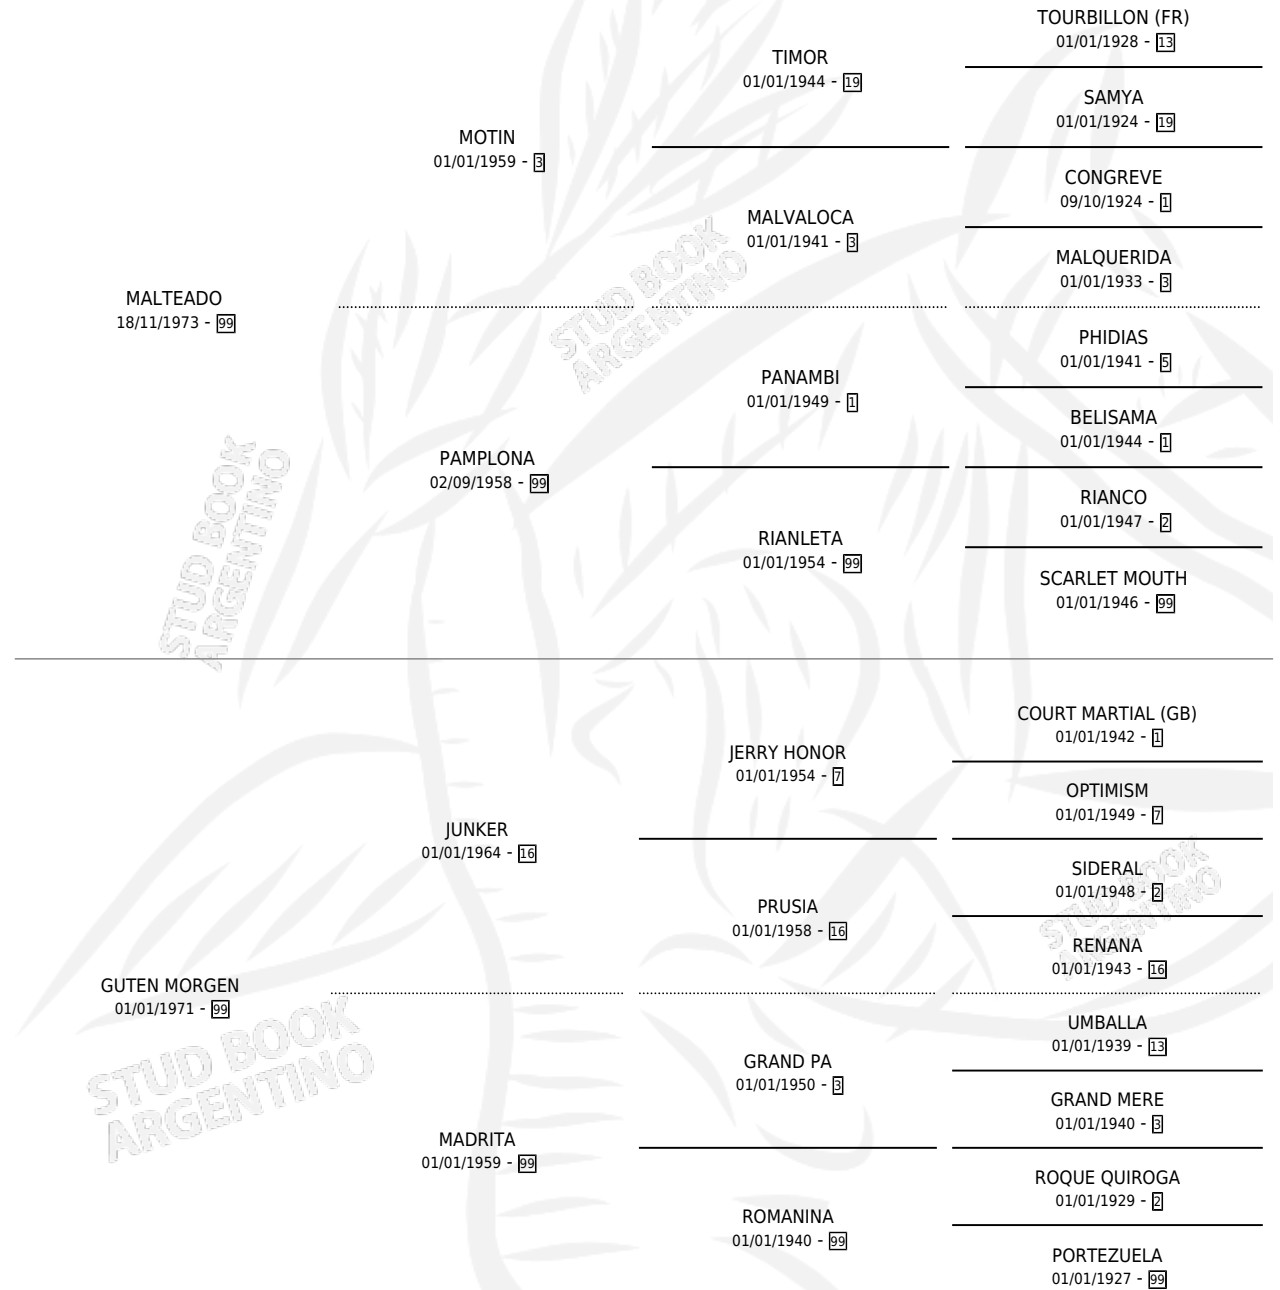 TOURBILLON (FR)
01/01/1928 - 13
TIMOR
01/01/1944 - 19
SAMYA
01/01/1924 - 19
MOTIN
01/01/1959 - 3
CONGREVE
09/10/1924 - 1
MALVALOCA
01/01/1941 - 3
MALQUERIDA
01/01/1933 - 3
MALTEADO
18/11/1973 - 99
PHIDIAS
01/01/1941 - 5
PANAMBI
01/01/1949 - 1
BELISAMA
01/01/1944 - 1
PAMPLONA
02/09/1958 - 99
RIANCO
01/01/1947 - 2
RIANLETA
01/01/1954 - 99
SCARLET MOUTH
01/01/1946 - 99
COURT MARTIAL (GB)
01/01/1942 - 1
JERRY HONOR
01/01/1954 - 7
OPTIMISM
01/01/1949 - 7
JUNKER
01/01/1964 - 16
SIDERAL
01/01/1948 - 2
PRUSIA
01/01/1958 - 16
RENANA
01/01/1943 - 16
GUTEN MORGEN
01/01/1971 - 99
UMBALLA
01/01/1939 - 13
GRAND PA
01/01/1950 - 3
GRAND MERE
01/01/1940 - 3
MADRITA
01/01/1959 - 99
ROQUE QUIROGA
01/01/1929 - 2
ROMANINA
01/01/1940 - 99
PORTEZUELA
01/01/1927 - 99
STUD BOOK
ARGENTINO
STUD BOOK
ARGENTINO
STUD BOOK
ARGENTINO
STUD BOOK
ARGENTINO